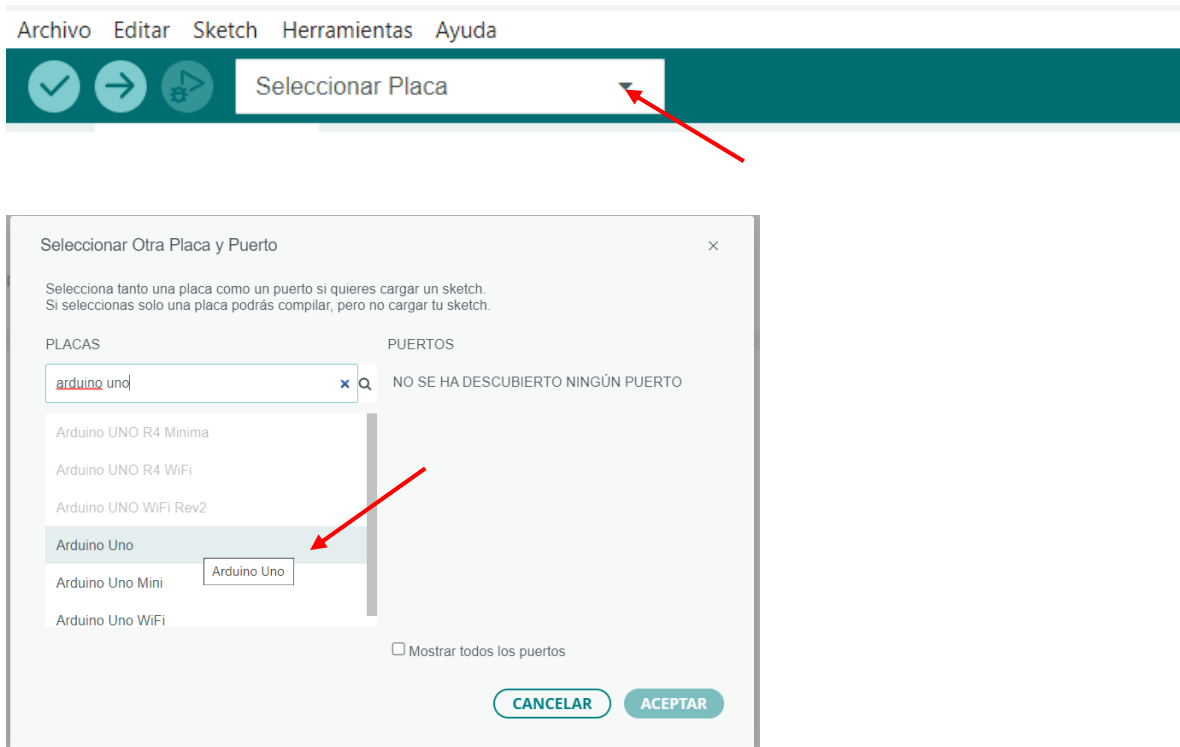 Archivo Editar Sketch Herramientas Ayuda
Seleccionar Placa
Seleccionar Otra Placa y Puerto
Selecciona tanto una placa como un puerto si quieres cargar un sketch.
Si seleccionas solo una placa podrás compilar, pero no cargar tu sketch.
PLACAS
PUERTOS
arduino uno
NO SE HA DESCUBIERTO NINGÚN PUERTO
Arduino UNO R4 Minima
Arduino UNO R4 WiFi
Arduino UNO WiFi Rev2
Arduino Uno
Arduino Uno
Arduino Uno Mini
Arduino Uno WiFi
Mostrar todos los puertos
CANCELAR
ACEPTAR